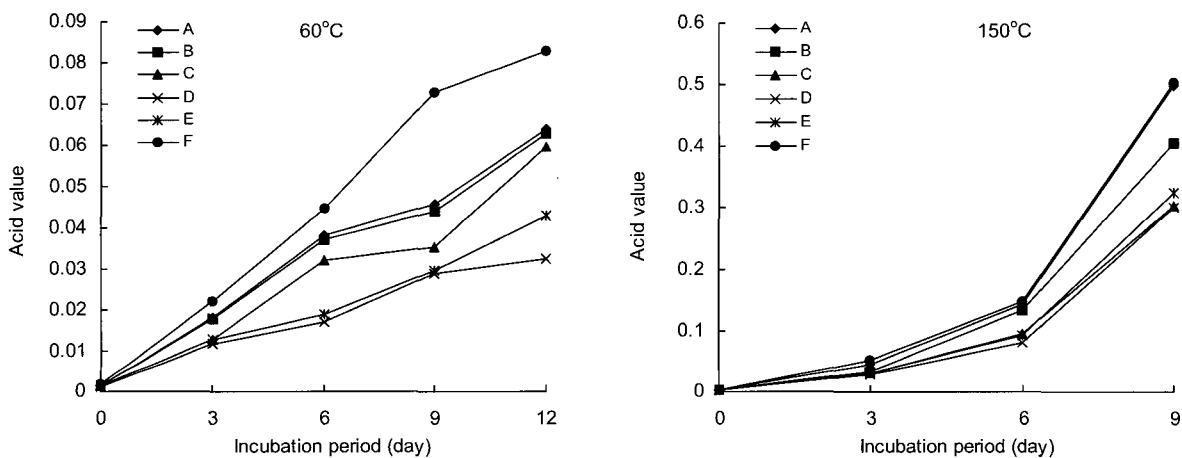 60°C
A
B
C
D
E
F
0.09
0.08
0.07
0.06
0.05
0.04
0.03
0.02
0.01
0
Acid value
0 3 6 9 12
Incubation period (day)
150°C
A
B
C
D
E
F
0.6
0.5
0.4
0.3
0.2
0.1
0
Acid value
0 3 6 9
Incubation period (day)